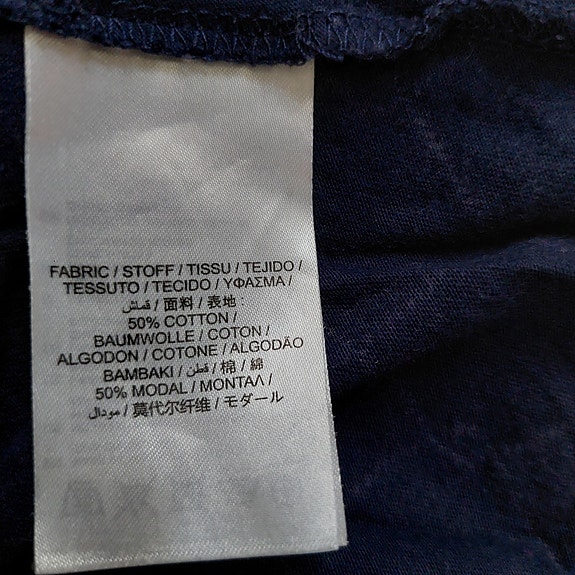 FABRIC / STOFF / TISSU / TEJIDO /
TESSUTO / TECIDO / ΥΦΑΣΜΑ /
قماش / 面料 / 表地 :
50% COTTON /
BAUMWOLLE / COTON /
ALGODON / COTONE / ALGODÃO
BAMBAKI / قطن / 棉 / 綿
50% MODAL / ΜΟΝΤΑΛ /
مودال / 莫代尔纤维 / モダール